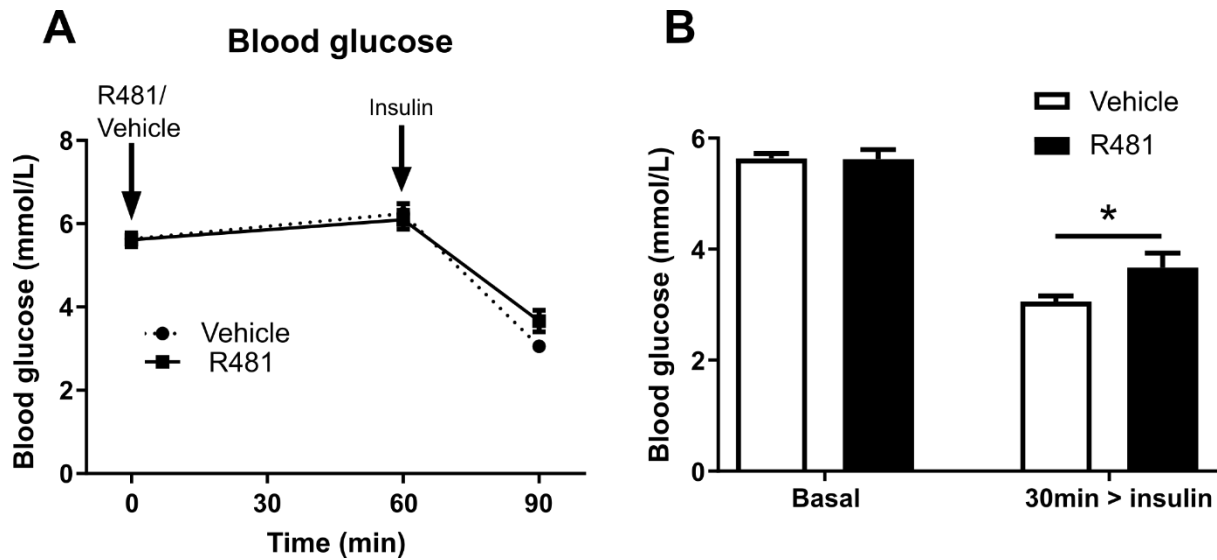 A
Blood glucose
R481/
Vehicle
Insulin
Blood glucose (mmol/L)
8
6
4
2
0
Vehicle
R481
0
30
60
90
Time (min)
B
Vehicle
R481
Blood glucose (mmol/L)
6
4
2
0
*
Basal
30min > insulin